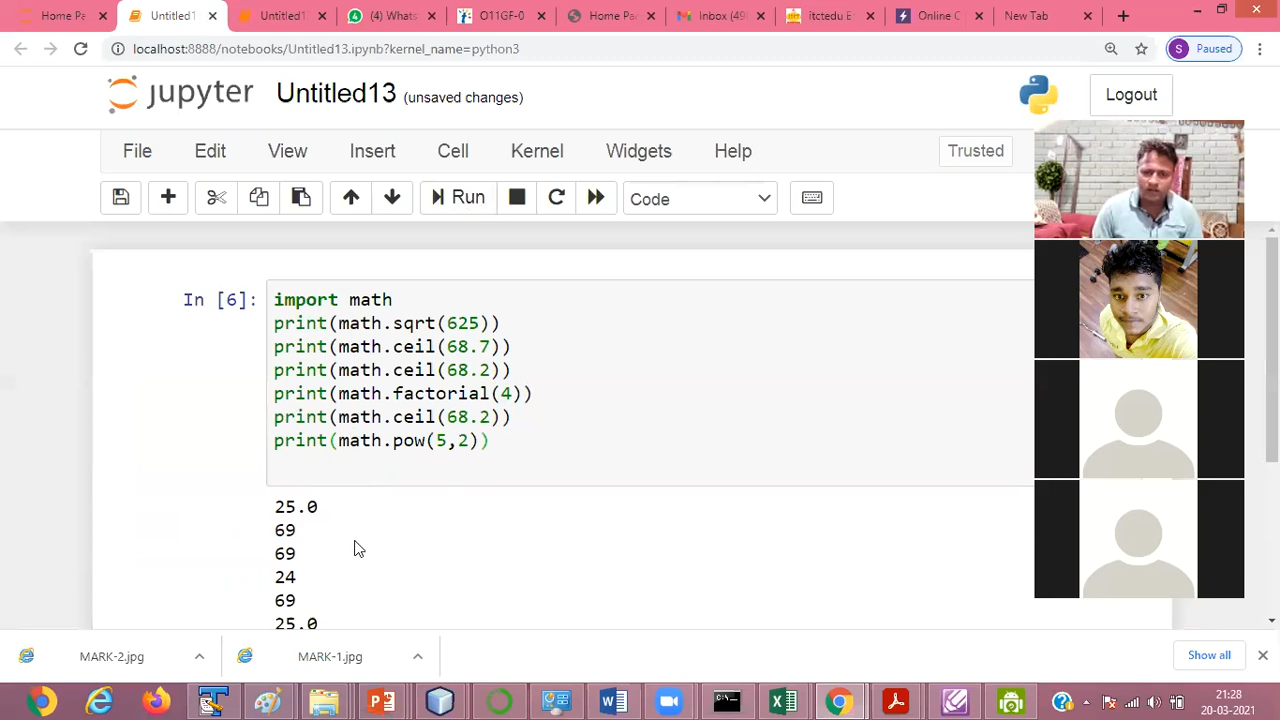 Home Pa
Untitled1
Untitled1
(4) Whats
O11GF-0
Home Pac
Inbox (49
itctedu E
Online C
New Tab
localhost:8888/notebooks/Untitled13.ipynb?kernel_name=python3
S Paused
jupyter Untitled13 (unsaved changes)
Logout
File Edit View Insert Cell Kernel Widgets Help
Trusted
Run
Code
In [6]:
import math
print(math.sqrt(625))
print(math.ceil(68.7))
print(math.ceil(68.2))
print(math.factorial(4))
print(math.ceil(68.2))
print(math.pow(5,2))
25.0
69
69
24
69
25.0
MARK-2.jpg
MARK-1.jpg
Show all
21:28
20-03-2021